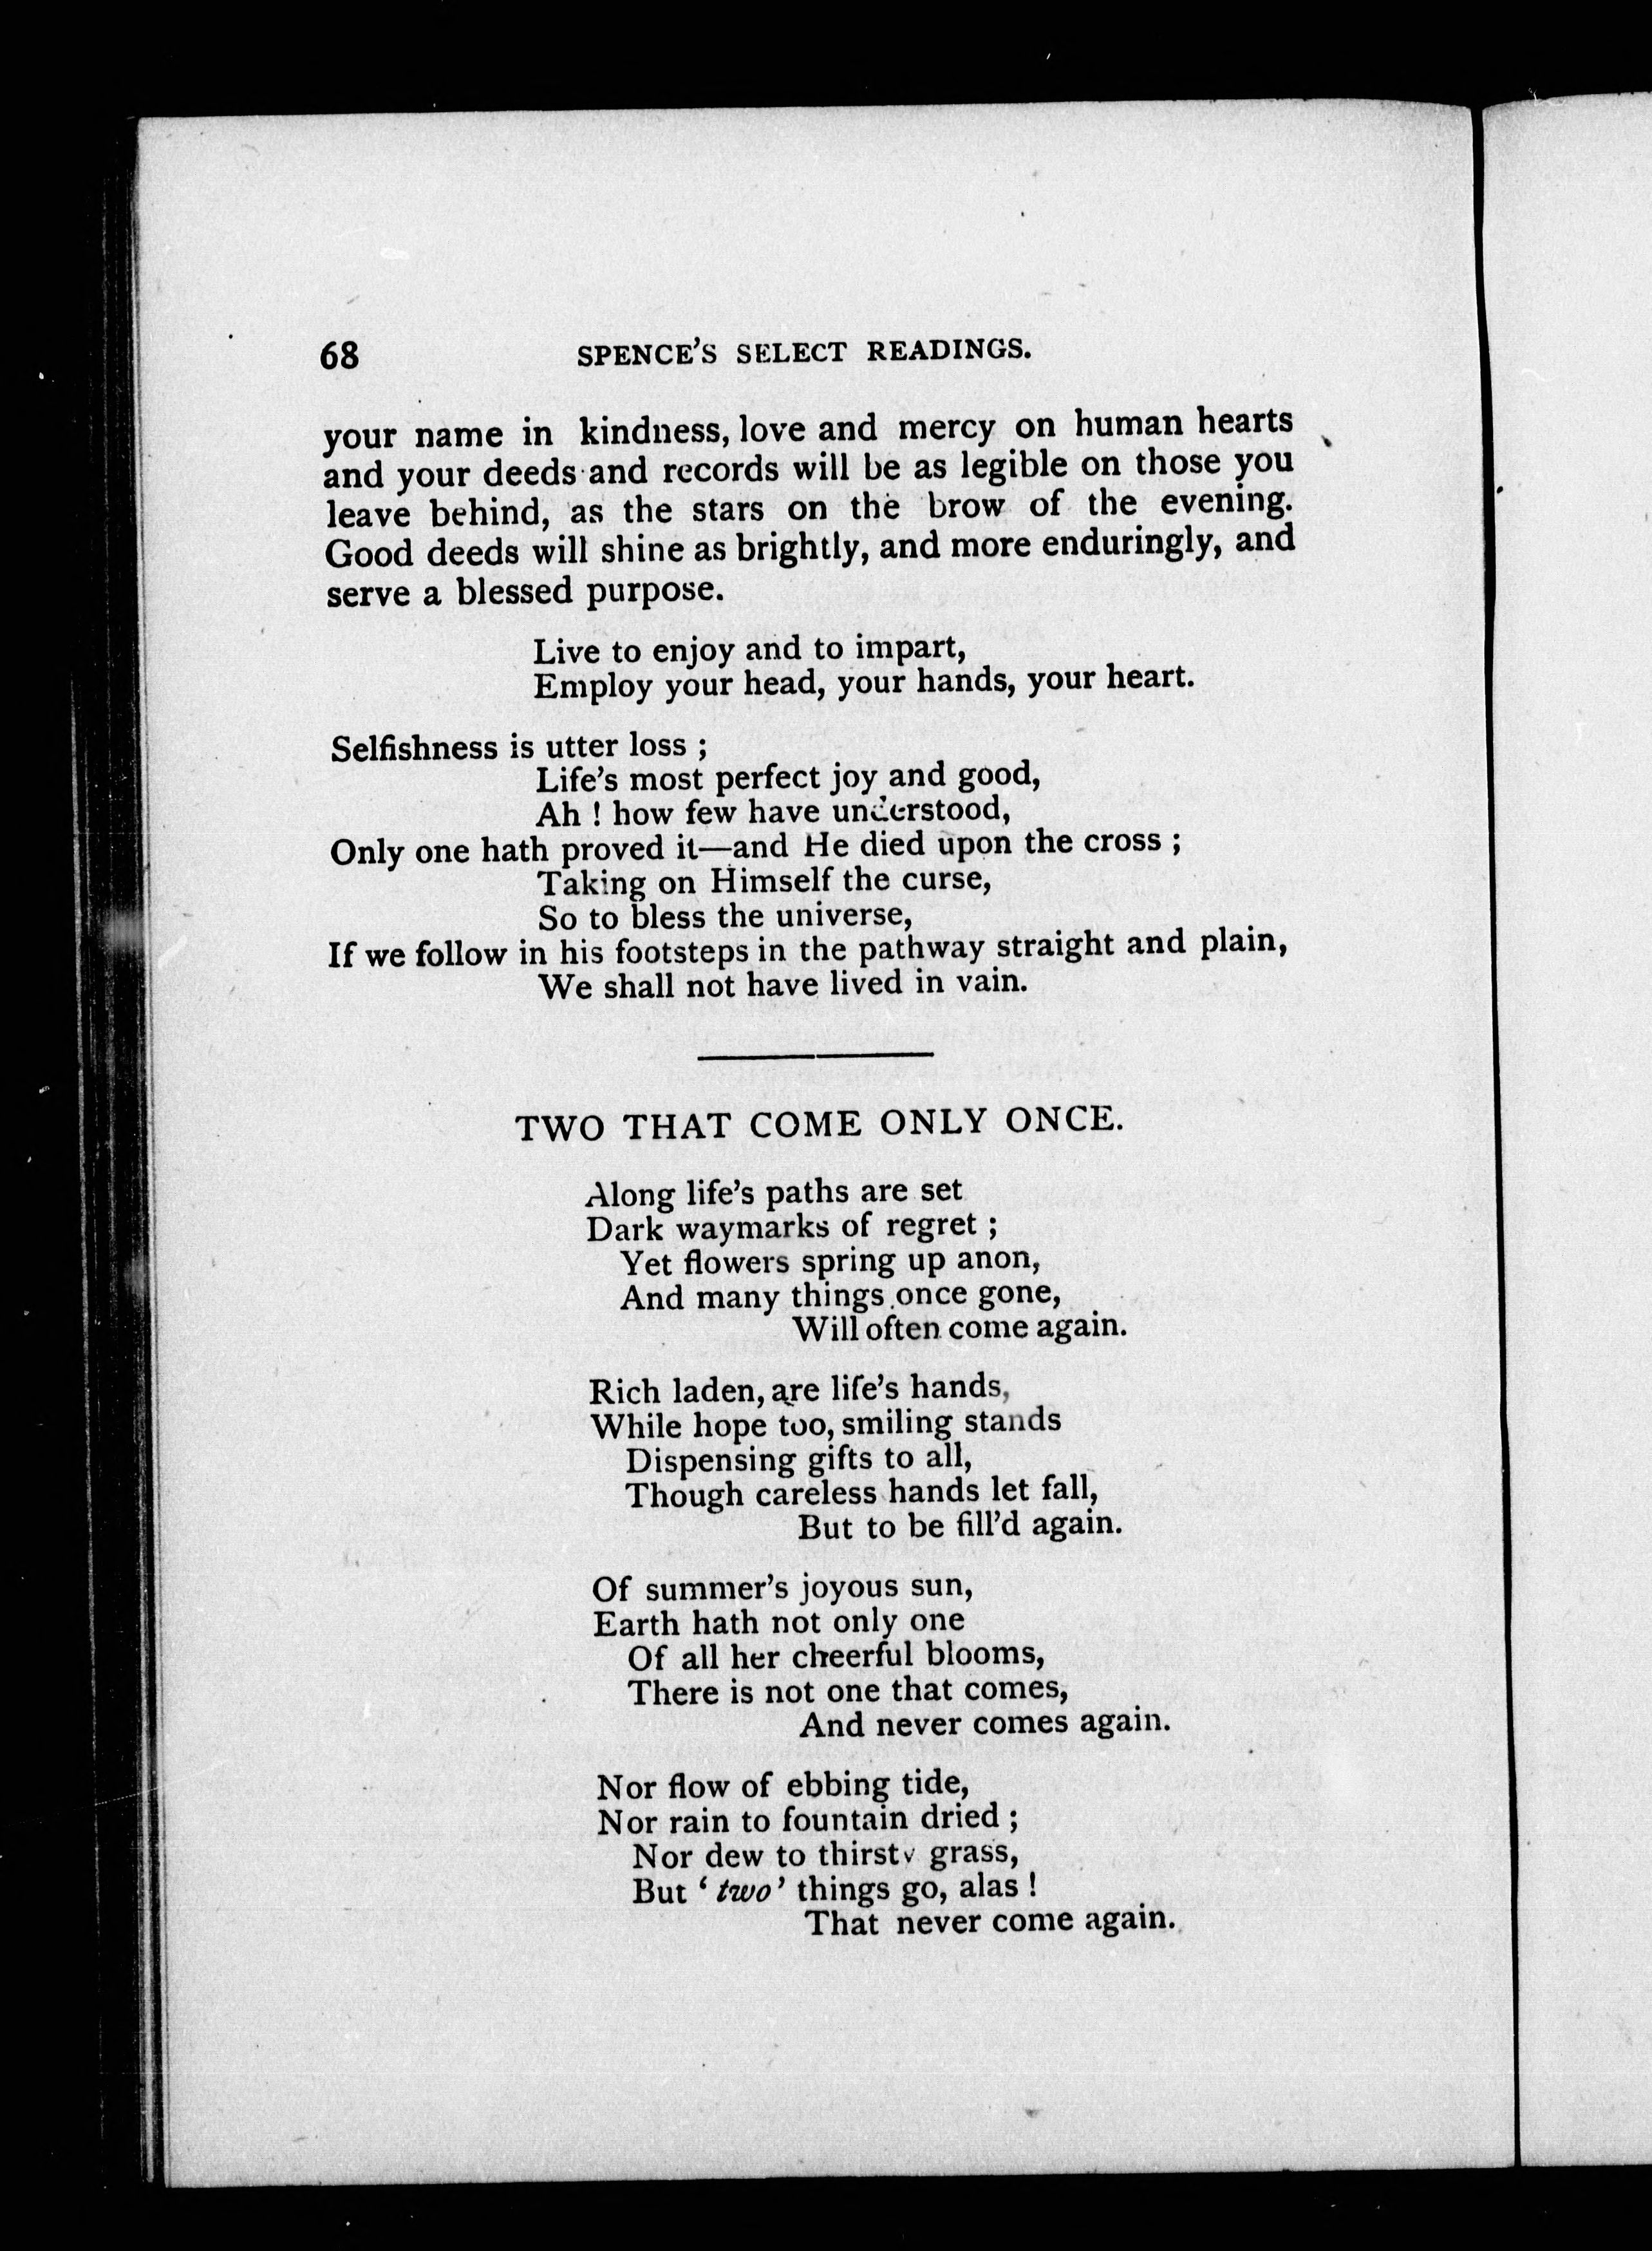 68 SPENCE'S SELECT READINGS.
your name in kindness, love and mercy on human hearts
and your deeds and records will be as legible on those you
leave behind, as the stars on the brow of the evening.
Good deeds will shine as brightly, and more enduringly, and
serve a blessed purpose.
Live to enjoy and to impart,
Employ your head, your hands, your heart.
Selfishness is utter loss ;
Life's most perfect joy and good,
Ah ! how few have understood,
Only one hath proved it—and He died upon the cross ;
Taking on Himself the curse,
So to bless the universe,
If we follow in his footsteps in the pathway straight and plain,
We shall not have lived in vain.
TWO THAT COME ONLY ONCE.
Along life's paths are set
Dark waymarks of regret ;
Yet flowers spring up anon,
And many things once gone,
Will often come again.
Rich laden, are life's hands,
While hope too, smiling stands
Dispensing gifts to all,
Though careless hands let fall,
But to be fill'd again.
Of summer's joyous sun,
Earth hath not only one
Of all her cheerful blooms,
There is not one that comes,
And never comes again.
Nor flow of ebbing tide,
Nor rain to fountain dried ;
Nor dew to thirsty grass,
But ' two ' things go, alas !
That never come again.